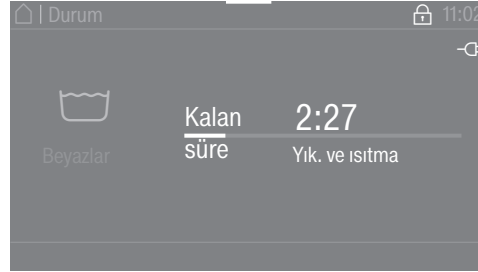 Durum
11:02
Kalan
süre
2:27
Yık. ve ısıtma
Beyazlar